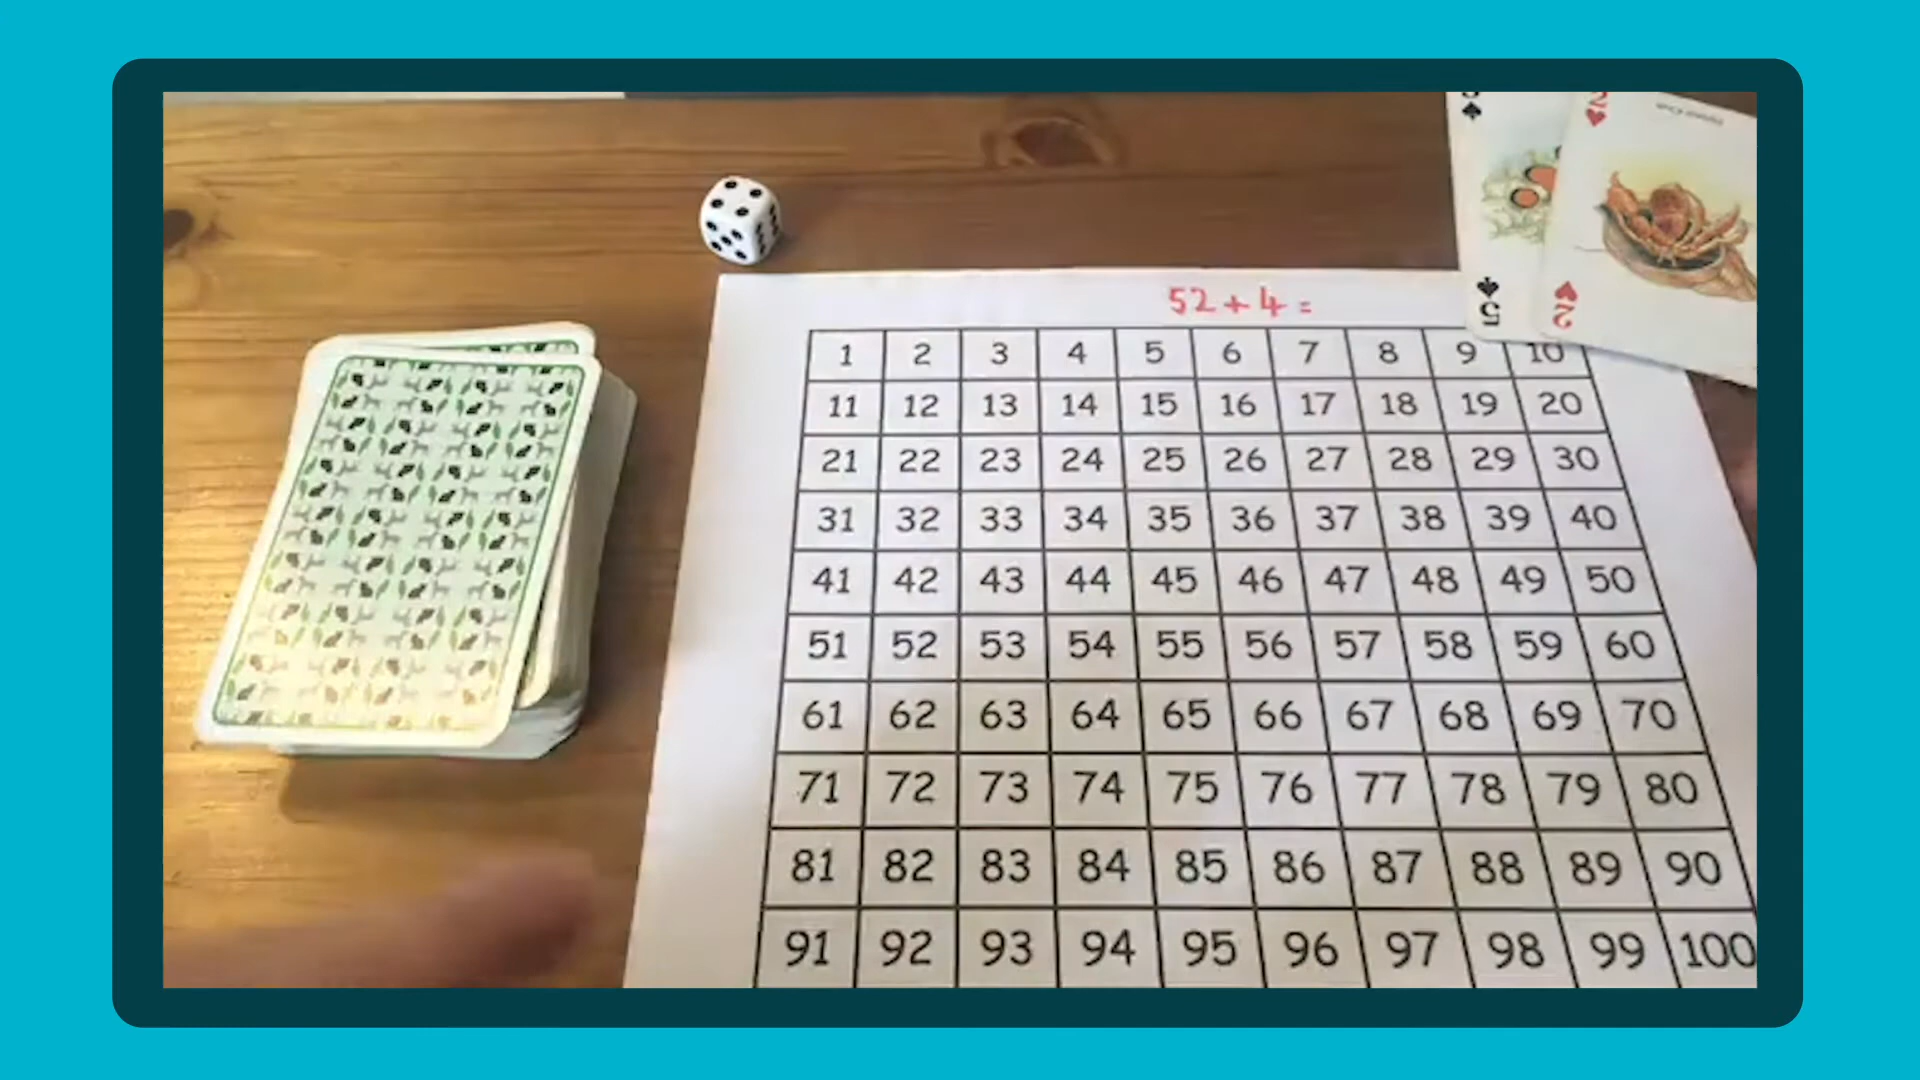 5
2
52 + 4 =
5
2
1 2 3 4 5 6 7 8 9 10
11 12 13 14 15 16 17 18 19 20
21 22 23 24 25 26 27 28 29 30
31 32 33 34 35 36 37 38 39 40
41 42 43 44 45 46 47 48 49 50
51 52 53 54 55 56 57 58 59 60
61 62 63 64 65 66 67 68 69 70
71 72 73 74 75 76 77 78 79 80
81 82 83 84 85 86 87 88 89 90
91 92 93 94 95 96 97 98 99 100